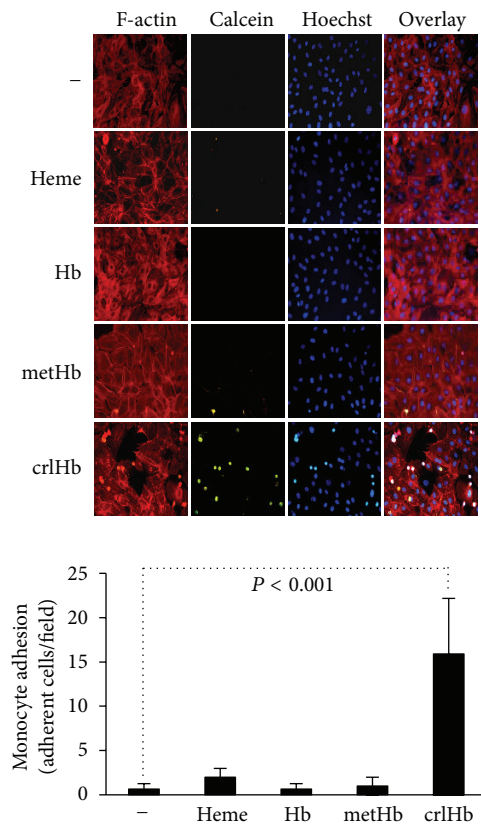 F-actin Calcein Hoechst Overlay
–
Heme
Hb
metHb
crlHb
25
20
15
10
5
0
Monocyte adhesion
(adherent cells/field)
P < 0.001
– Heme Hb metHb crlHb